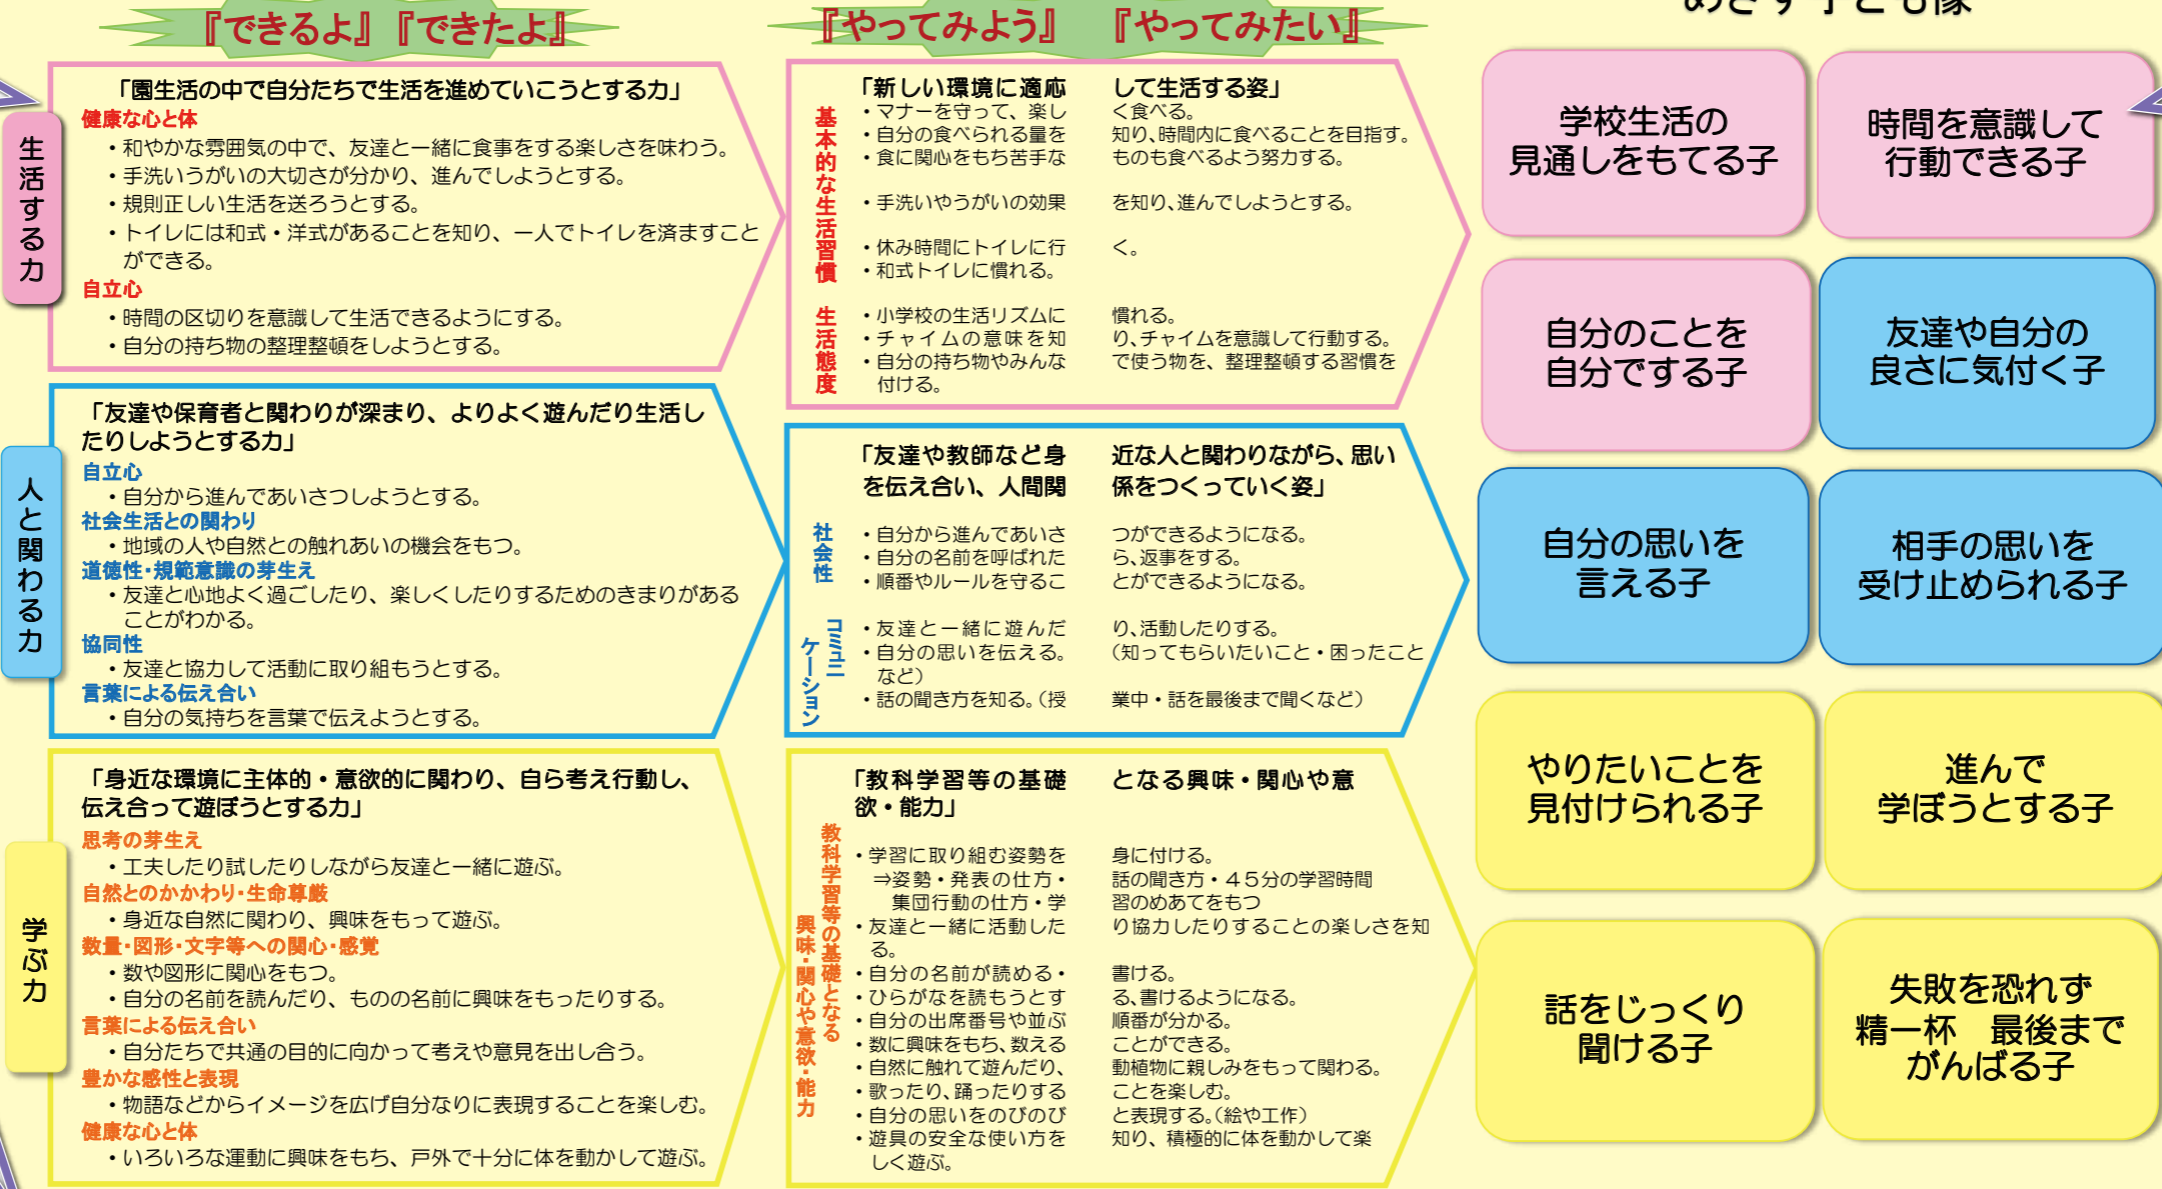 『できるよ』『できたよ』
生活する力
「園生活の中で自分たちで生活を進めていこうとする力」
健康な心と体
・和やかな雰囲気の中で、友達と一緒に食事をする楽しさを味わう。
・手洗いうがいの大切さが分かり、進んでしようとする。
・規則正しい生活を送ろうとする。
・トイレには和式・洋式があることを知り、一人でトイレを済ますこと
ができる。
自立心
・時間の区切りを意識して生活できるようにする。
・自分の持ち物の整理整頓をしようとする。
人と関わる力
「友達や保育者と関わりが深まり、よりよく遊んだり生活し
たりしようとする力」
自立心
・自分から進んであいさつしようとする。
社会生活との関わり
・地域の人や自然との触れあいの機会をもつ。
道徳性・規範意識の芽生え
・友達と心地よく過ごしたり、楽しくしたりするためのきまりがある
ことがわかる。
協同性
・友達と協力して活動に取り組もうとする。
言葉による伝え合い
・自分の気持ちを言葉で伝えようとする。
学ぶ力
「身近な環境に主体的・意欲的に関わり、自ら考え行動し、
伝え合って遊ぼうとする力」
思考の芽生え
・工夫したり試したりしながら友達と一緒に遊ぶ。
自然とのかかわり・生命尊厳
・身近な自然に関わり、興味をもって遊ぶ。
数量・図形・文字等への関心・感覚
・数や図形に関心をもつ。
・自分の名前を読んだり、ものの名前に興味をもったりする。
言葉による伝え合い
・自分たちで共通の目的に向かって考えや意見を出し合う。
豊かな感性と表現
・物語などからイメージを広げ自分なりに表現することを楽しむ。
健康な心と体
・いろいろな運動に興味をもち、戸外で十分に体を動かして遊ぶ。
『やってみよう』 『やってみたい』
「新しい環境に適応 して生活する姿」
基本的な生活習慣
・マナーを守って、楽し く食べる。
・自分の食べられる量を 知り、時間内に食べることを目指す。
・食に関心をもち苦手な ものも食べるよう努力する。
・手洗いやうがいの効果 を知り、進んでしようとする。
・休み時間にトイレに行 く。
・和式トイレに慣れる。
生活態度
・小学校の生活リズムに 慣れる。
・チャイムの意味を知 り、チャイムを意識して行動する。
・自分の持ち物やみんな で使う物を、整理整頓する習慣を
付ける。
「友達や教師など身 近な人と関わりながら、思い
を伝え合い、人間関 係をつくっていく姿」
社会性
・自分から進んであいさ つができるようになる。
・自分の名前を呼ばれた ら、返事をする。
・順番やルールを守るこ とができるようになる。
コミュニ
ケーション
・友達と一緒に遊んだ り、活動したりする。
・自分の思いを伝える。 （知ってもらいたいこと・困ったこと
など）
・話の聞き方を知る。（授 業中・話を最後まで聞くなど）
「教科学習等の基礎 となる興味・関心や意
欲・能力」
教科学習等の基礎となる
興味・関心や意欲・能力
・学習に取り組む姿勢を 身に付ける。
⇒姿勢・発表の仕方・ 話の聞き方・４５分の学習時間
集団行動の仕方・学 習のめあてをもつ
・友達と一緒に活動した り協力したりすることの楽しさを知
る。
・自分の名前が読める・ 書ける。
・ひらがなを読もうとす る、書けるようになる。
・自分の出席番号や並ぶ 順番が分かる。
・数に興味をもち、数える ことができる。
・自然に触れて遊んだり、 動植物に親しみをもって関わる。
・歌ったり、踊ったりする ことを楽しむ。
・自分の思いをのびのび と表現する。（絵や工作）
・遊具の安全な使い方を 知り、積極的に体を動かして楽
しく遊ぶ。
めざす子ども像
学校生活の
見通しをもてる子
時間を意識して
行動できる子
自分のことを
自分でする子
友達や自分の
良さに気付く子
自分の思いを
言える子
相手の思いを
受け止められる子
やりたいことを
見付けられる子
進んで
学ぼうとする子
話をじっくり
聞ける子
失敗を恐れず
精一杯 最後まで
がんばる子